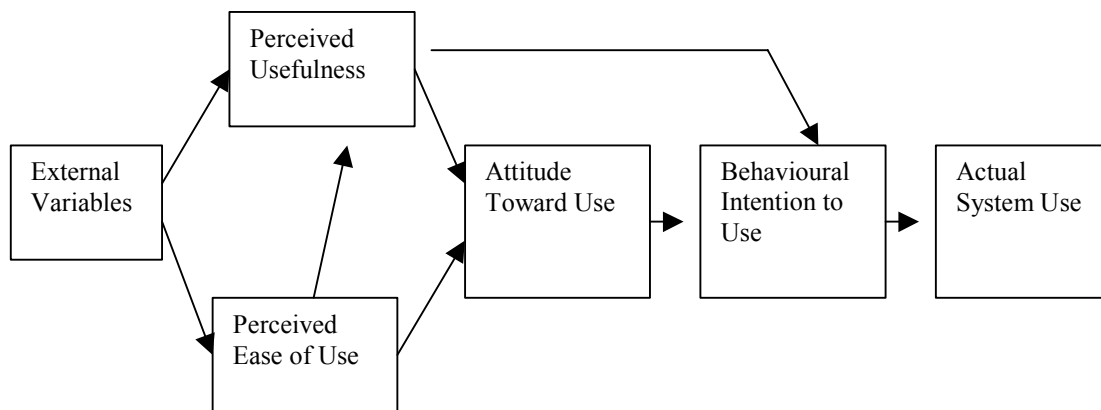 Perceived
Usefulness
External
Variables
Attitude
Toward Use
Behavioural
Intention to
Use
Actual
System Use
Perceived
Ease of Use